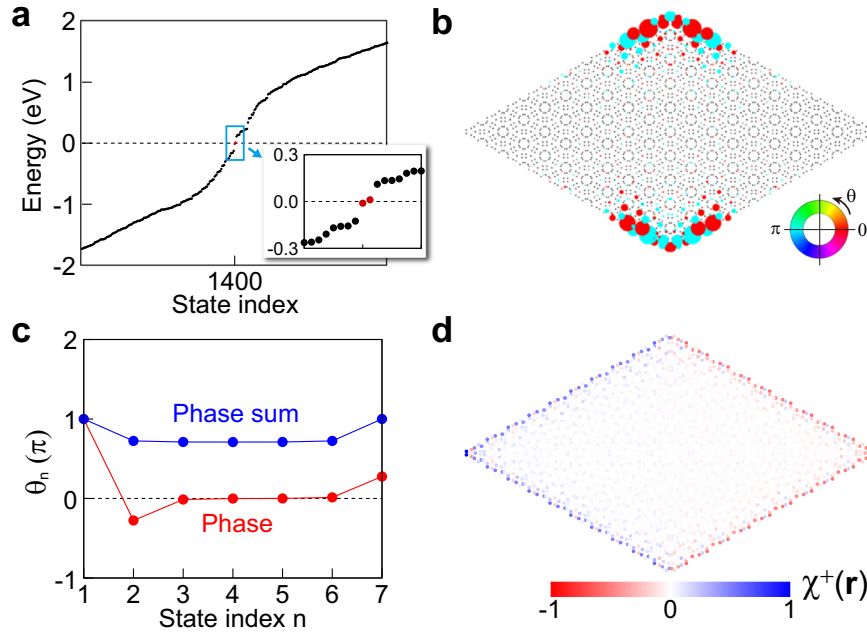 a
Energy (eV)
2
1
0
-1
-2
1400
State index
0.3
0.0
-0.3
b
θ
π
0
c
θn (π)
2
1
0
-1
Phase sum
Phase
1 2 3 4 5 6 7
State index n
d
χ+(r)
-1 0 1